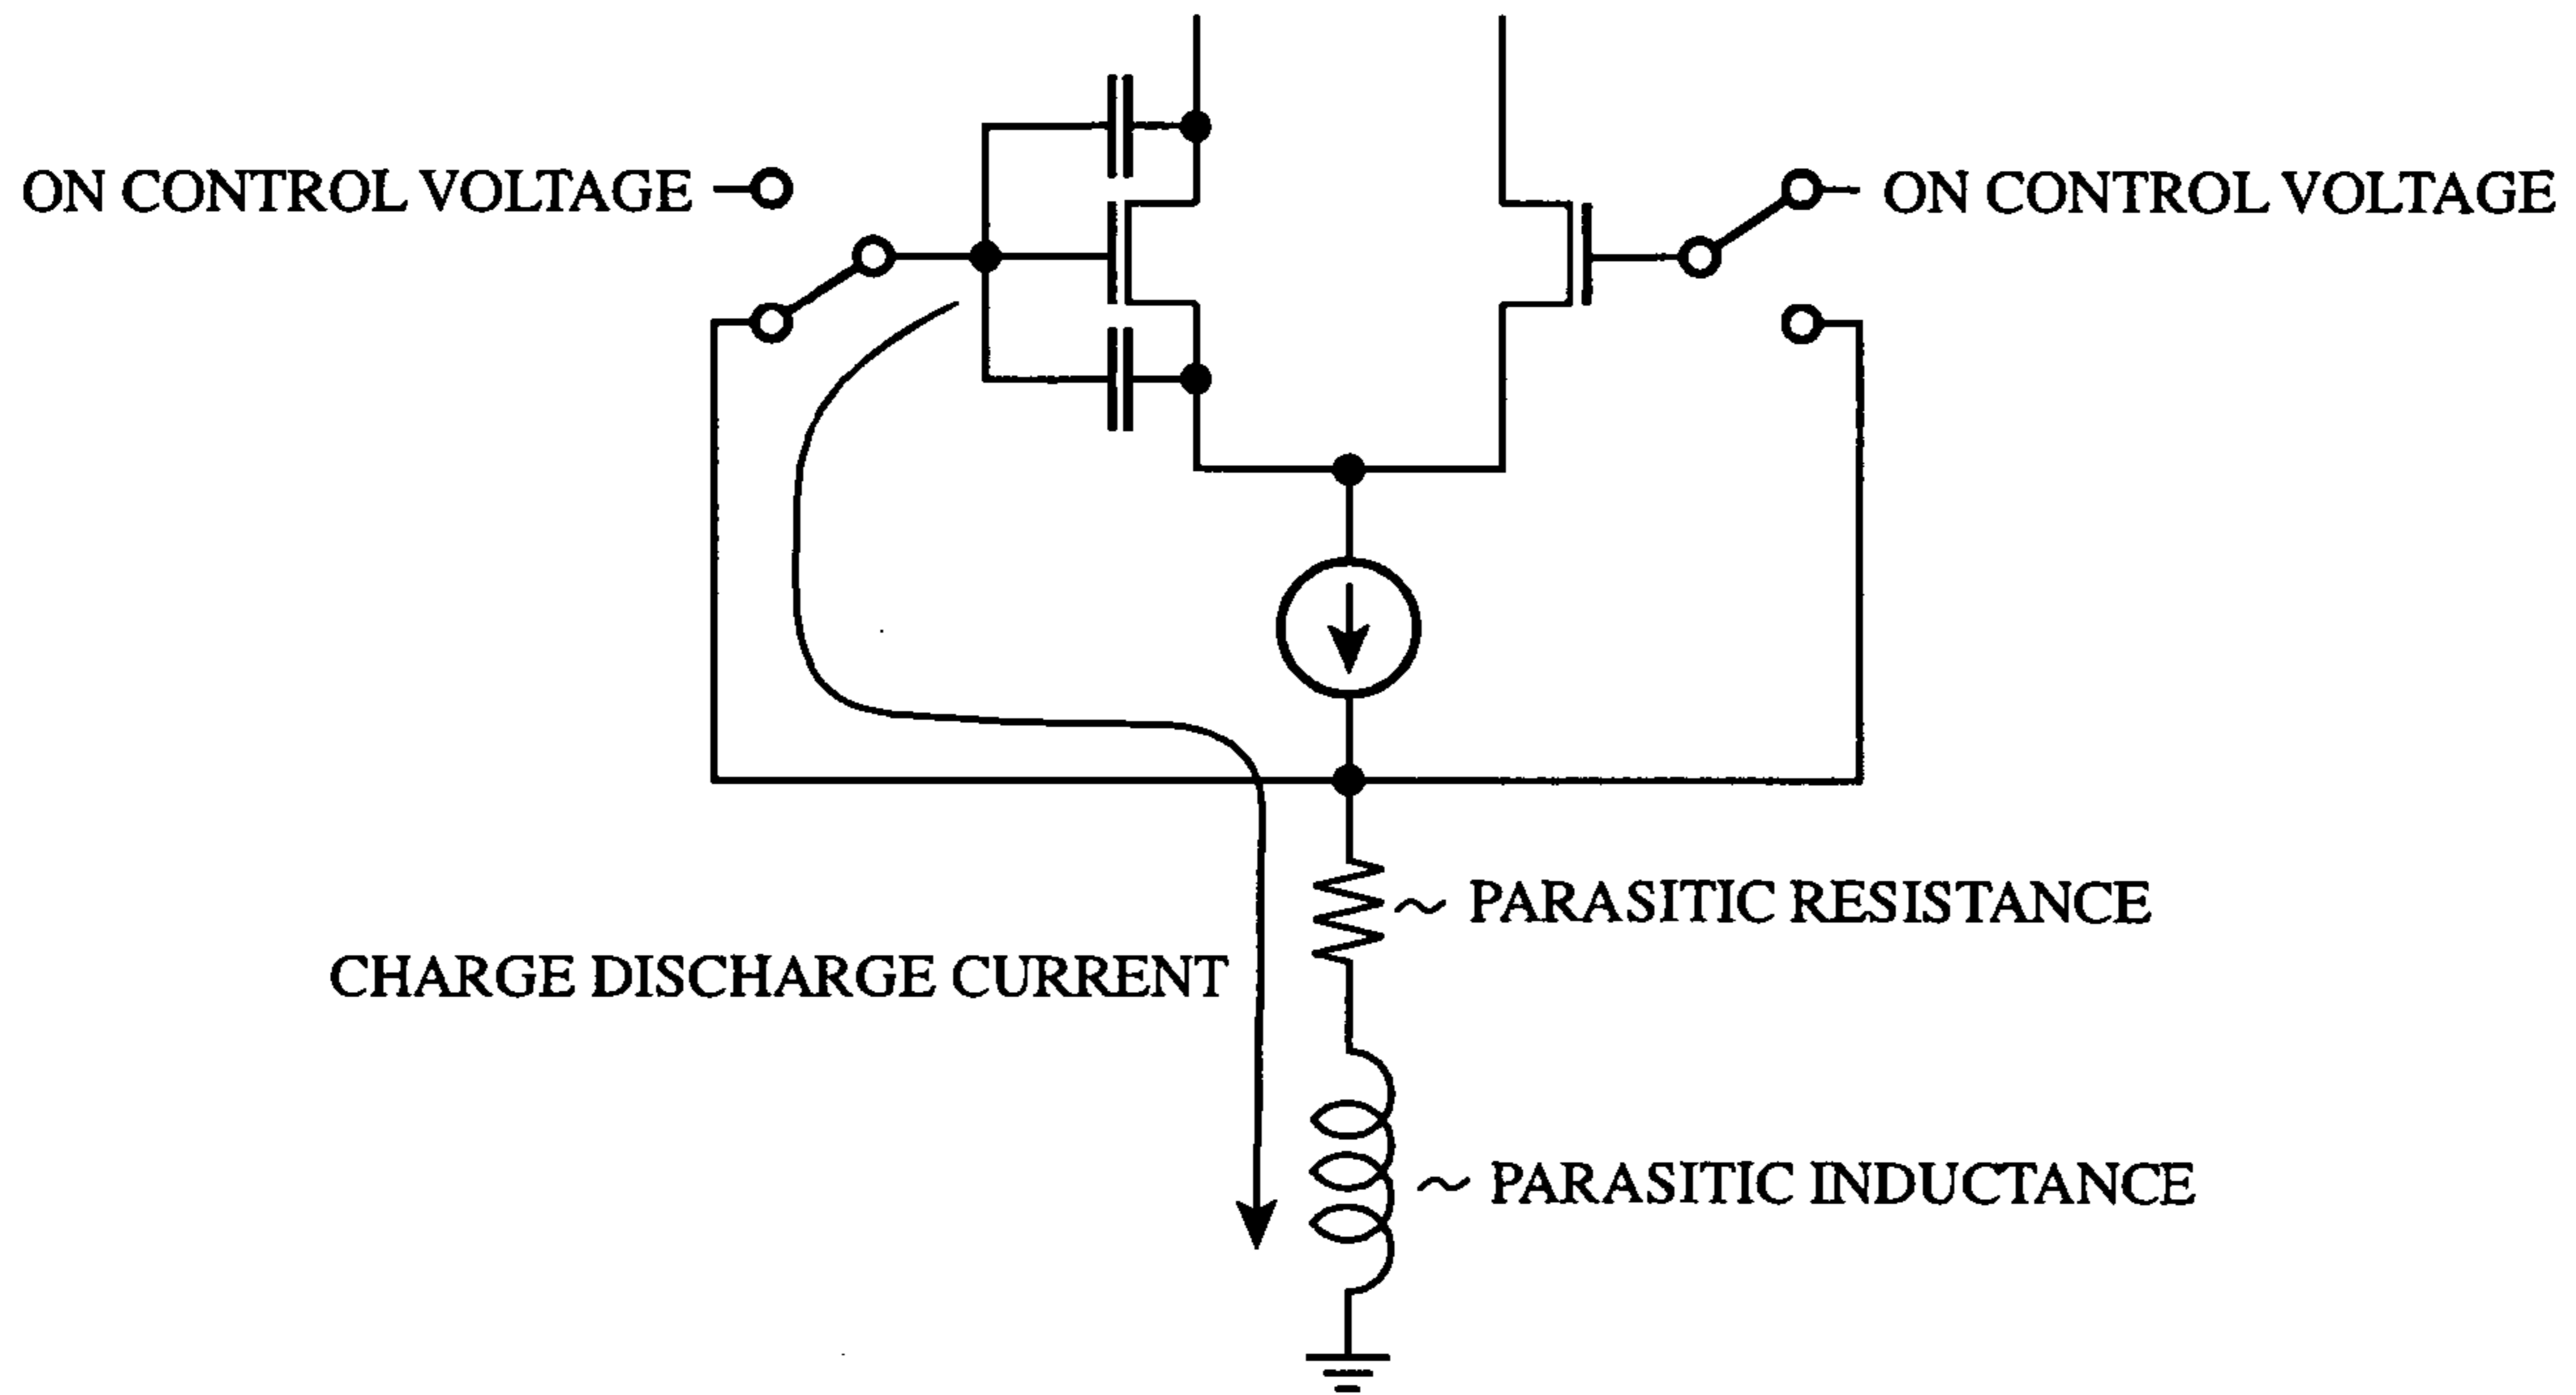 ON CONTROL VOLTAGE
ON CONTROL VOLTAGE
PARASITIC RESISTANCE
CHARGE DISCHARGE CURRENT
PARASITIC INDUCTANCE